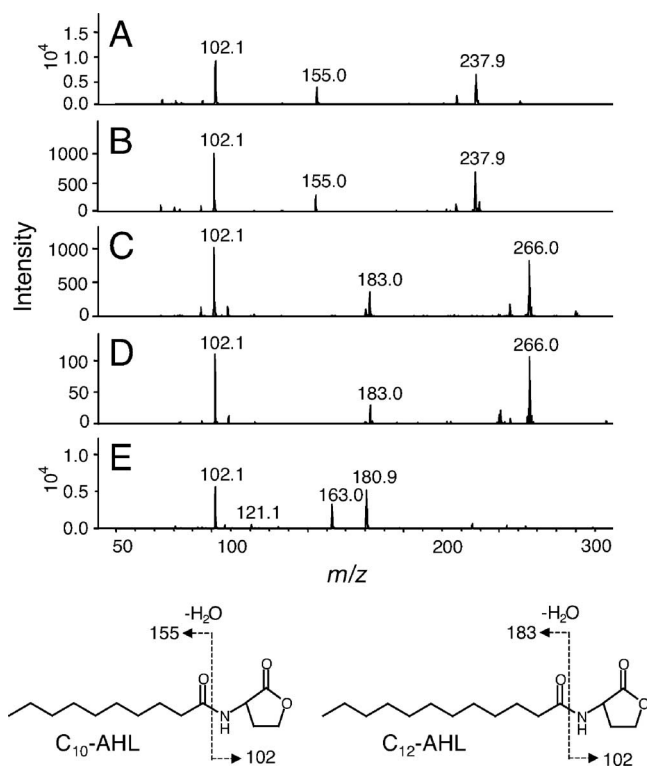 A
1.5
1.0
0.5
0.0
10⁴
102.1
155.0
237.9
B
1000
500
0
102.1
155.0
237.9
C
1000
500
0
102.1
183.0
266.0
D
100
50
0
102.1
183.0
266.0
E
1.0
0.5
0.0
10⁴
102.1
121.1
163.0
180.9
Intensity
50 100 200 300
m/z
-H₂O
155
O
O
O
N
H
C₁₀-AHL
102
-H₂O
183
O
O
O
N
H
C₁₂-AHL
102